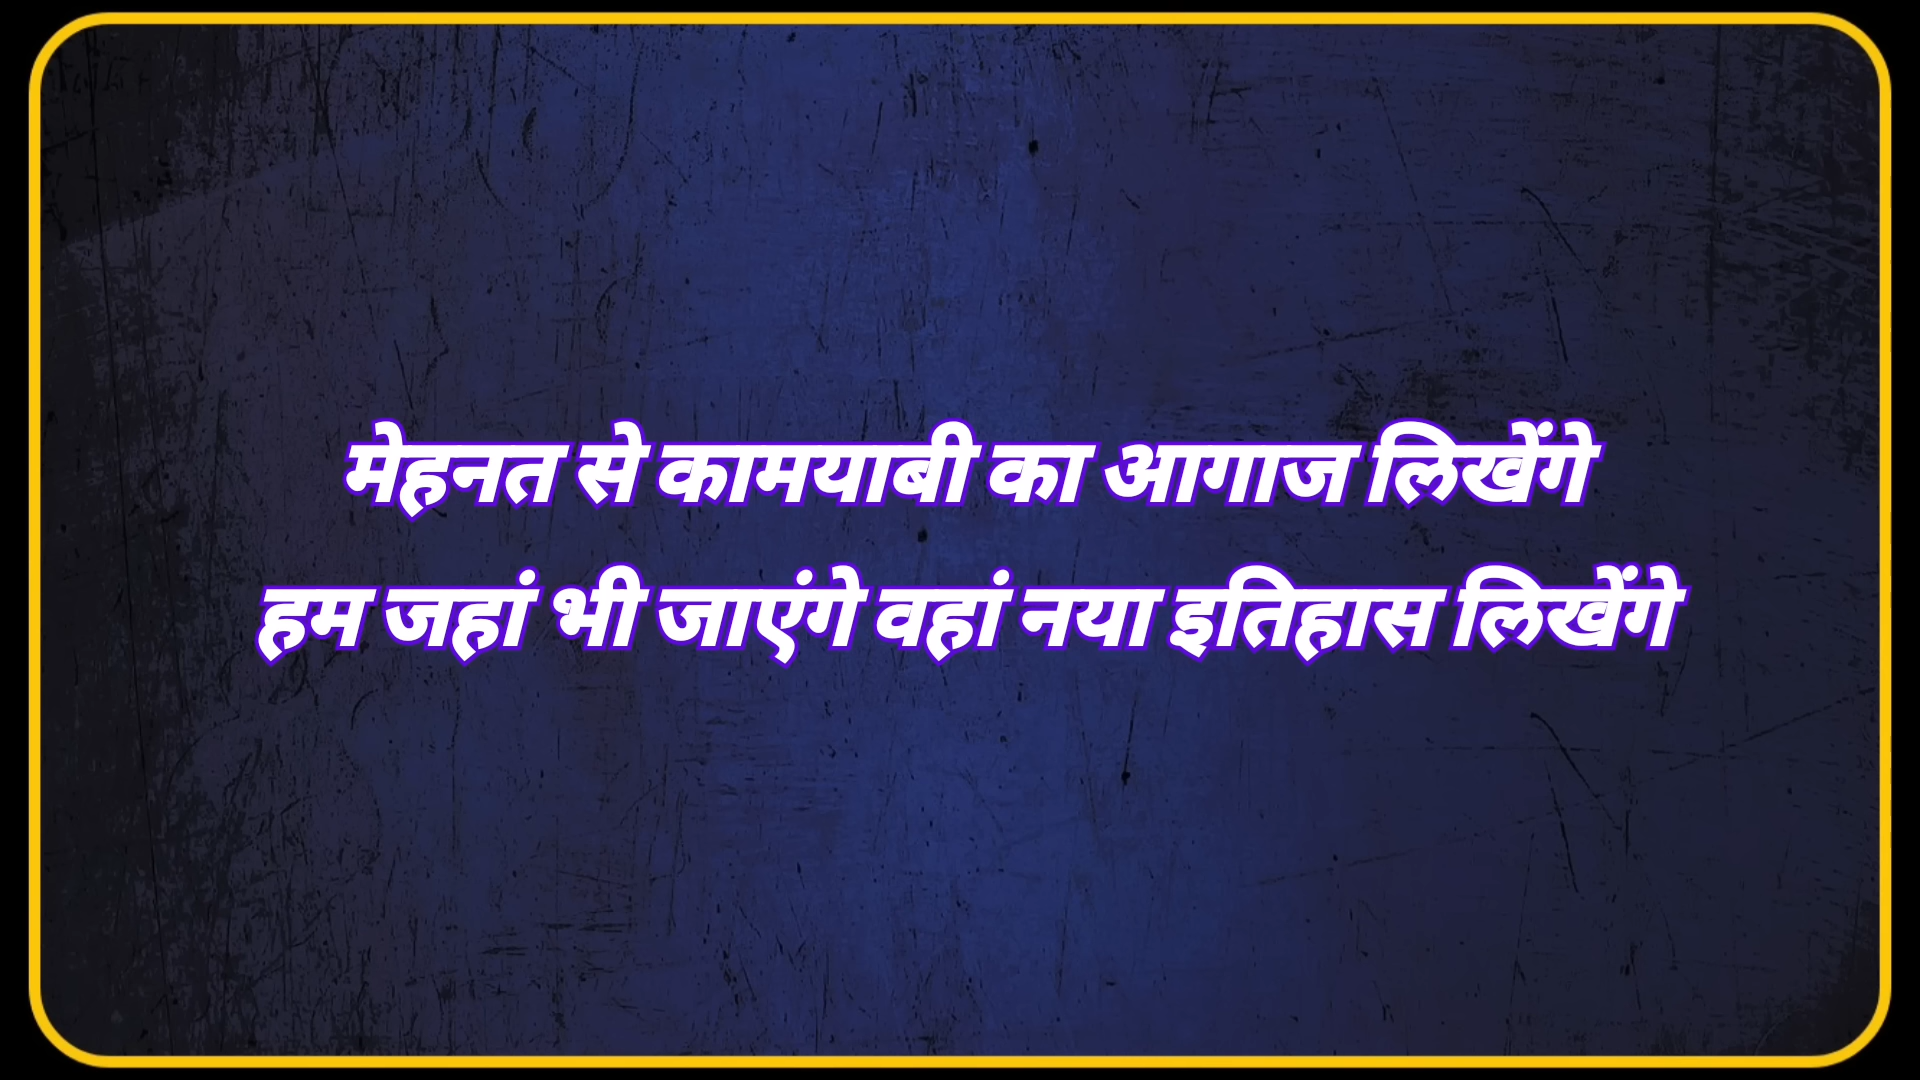 मेहनत से कामयाबी का आगाज लिखेंगे
हम जहां भी जाएंगे वहां नया इतिहास लिखेंगे